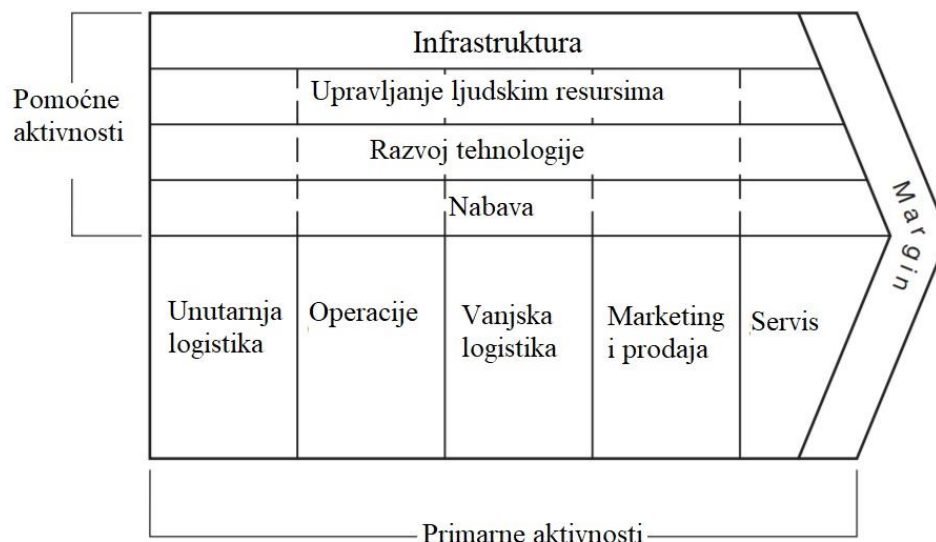 Infrastruktura
Pomoćne
aktivnosti
Upravljanje ljudskim resursima
Razvoj tehnologije
Nabava
Margin
Unutarnja
logistika
Operacije
Vanjska
logistika
Marketing
i prodaja
Servis
Primarne aktivnosti